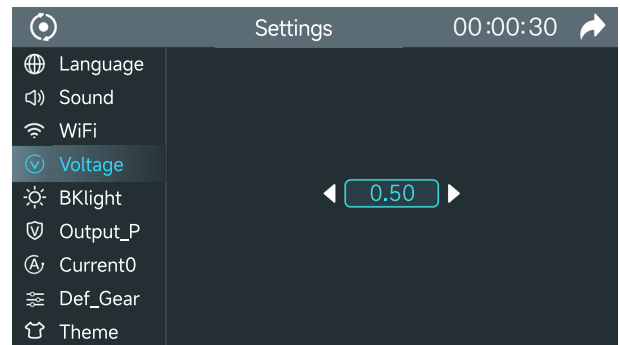 Settings 00:00:30
Language
Sound
WiFi
Voltage
BKlight
Output_P
Current0
Def_Gear
Theme
0.50